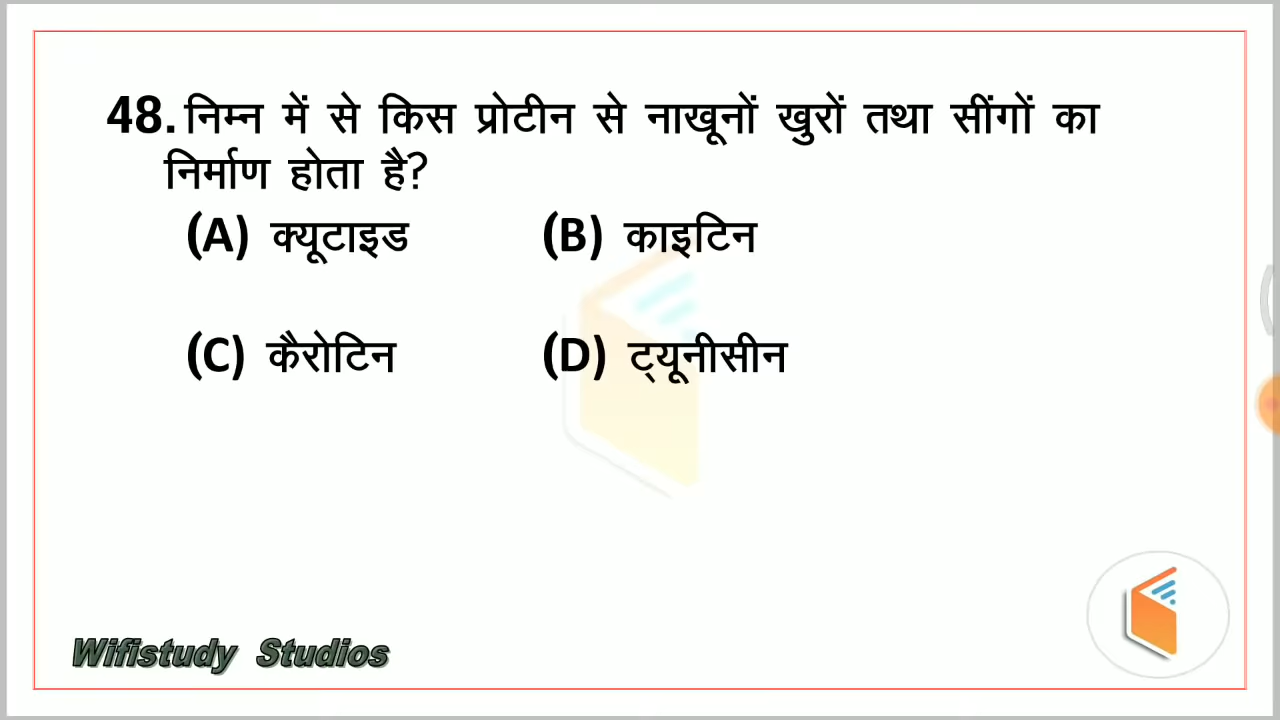 48. निम्न में से किस प्रोटीन से नाखूनों खुरों तथा सींगों का
निर्माण होता है?
(A) क्यूटाइड (B) काइटिन
(C) कैरोटिन (D) ट्यूनीसीन
Wifistudy Studios